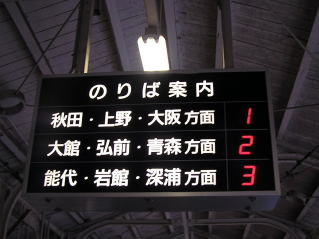 のりば案内
秋田・上野・大阪方面 1
大館・弘前・青森方面 2
能代・岩館・深浦方面 3